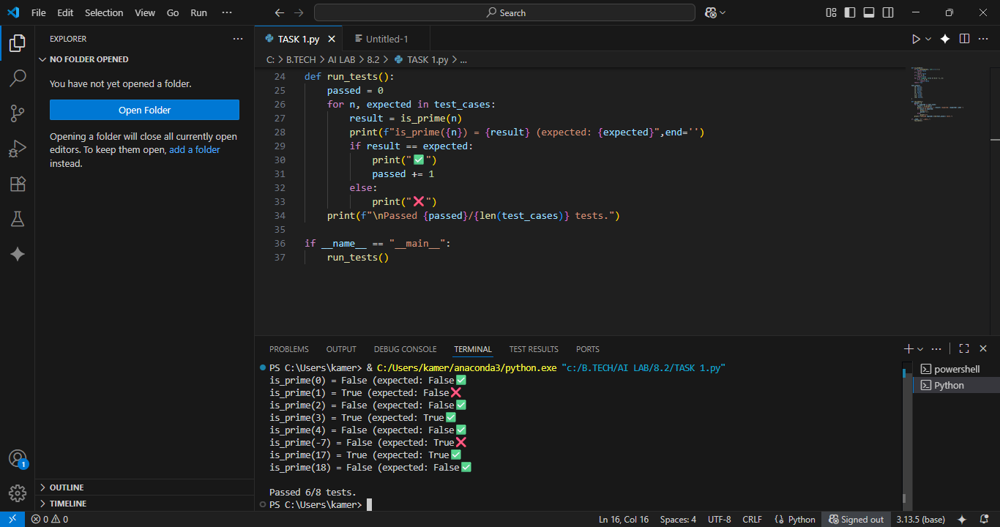 File Edit Selection View Go Run ···
Search
EXPLORER ···
NO FOLDER OPENED
You have not yet opened a folder.
Open Folder
Opening a folder will close all currently open
editors. To keep them open, add a folder
instead.
OUTLINE
TIMELINE
TASK 1.py
Untitled-1
C: > B.TECH > AI LAB > 8.2 > TASK 1.py > ...
24 def run_tests():
25     passed = 0
26     for n, expected in test_cases:
27         result = is_prime(n)
28         print(f"is_prime({n}) = {result} (expected: {expected}",end='')
29         if result == expected:
30             print("✅")
31             passed += 1
32         else:
33             print("❌")
34     print(f"\nPassed {passed}/{len(test_cases)} tests.")
35
36 if __name__ == "__main__":
37     run_tests()
PROBLEMS OUTPUT DEBUG CONSOLE TERMINAL TEST RESULTS PORTS
PS C:\Users\kamer> & C:/Users/kamer/anaconda3/python.exe "c:/B.TECH/AI LAB/8.2/TASK 1.py"
is_prime(0) = False (expected: False✅
is_prime(1) = True (expected: False❌
is_prime(2) = False (expected: False✅
is_prime(3) = True (expected: True✅
is_prime(4) = False (expected: False✅
is_prime(-7) = False (expected: True❌
is_prime(17) = True (expected: True✅
is_prime(18) = False (expected: False✅
Passed 6/8 tests.
PS C:\Users\kamer>
powershell
Python
1
0 0
Ln 16, Col 16 Spaces: 4 UTF-8 CRLF {} Python Signed out 3.13.5 (base)